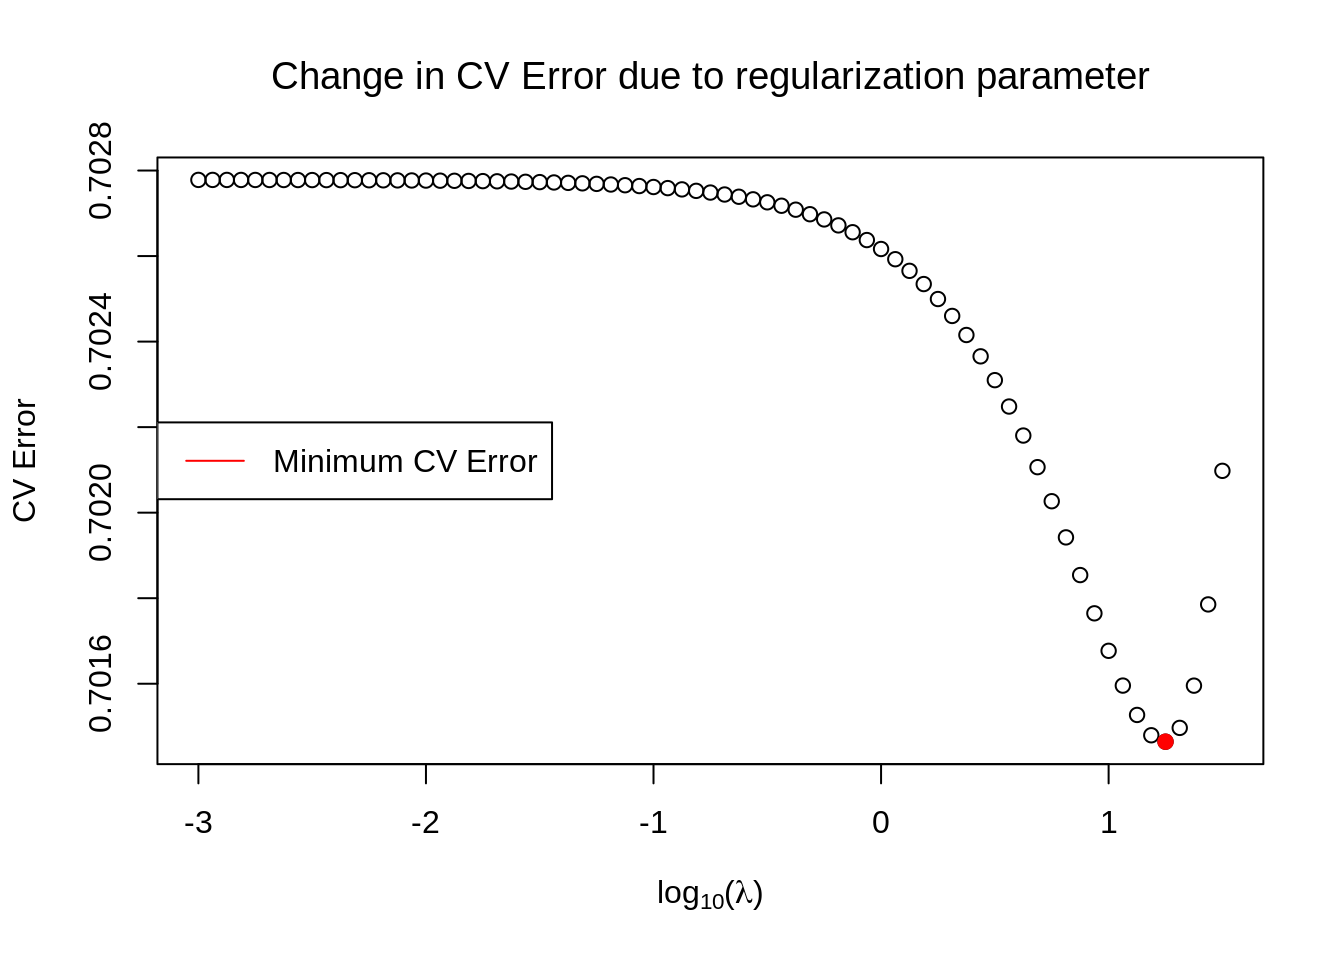 Change in CV Error due to regularization parameter
CV Error
0.7028
0.7024
0.7020
0.7016
Minimum CV Error
-3 -2 -1 0 1
log10(λ)